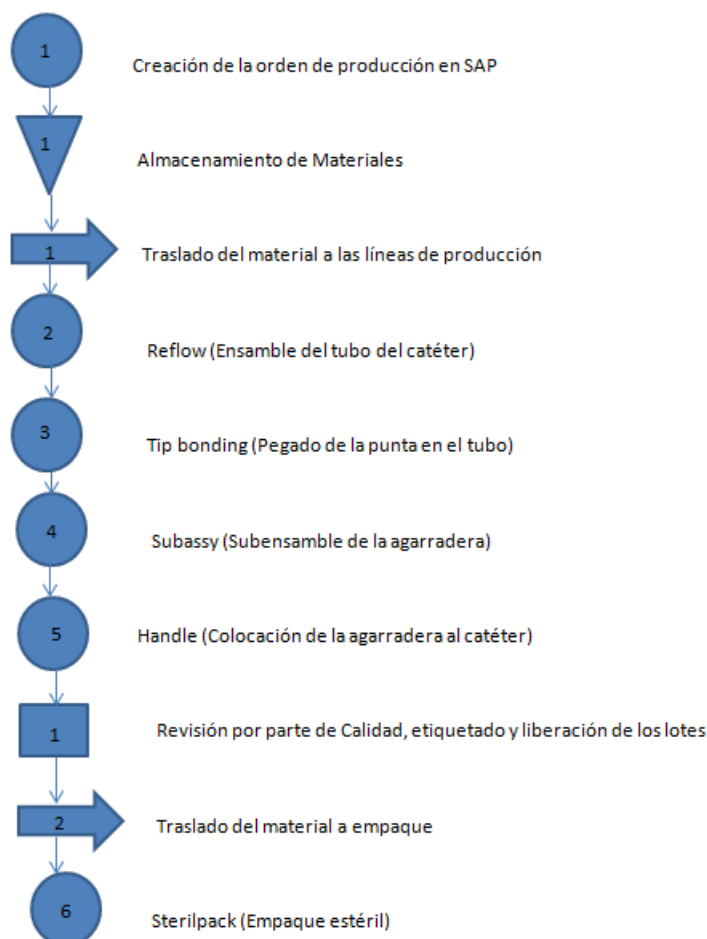 1
Creación de la orden de producción en SAP
1
Almacenamiento de Materiales
1
Traslado del material a las líneas de producción
2
Reflow (Ensamble del tubo del catéter)
3
Tip bonding (Pegado de la punta en el tubo)
4
Subassy (Subensamble de la agarradera)
5
Handle (Colocación de la agarradera al catéter)
1
Revisión por parte de Calidad, etiquetado y liberación de los lotes
2
Traslado del material a empaque
6
Sterilpack (Empaque estéril)